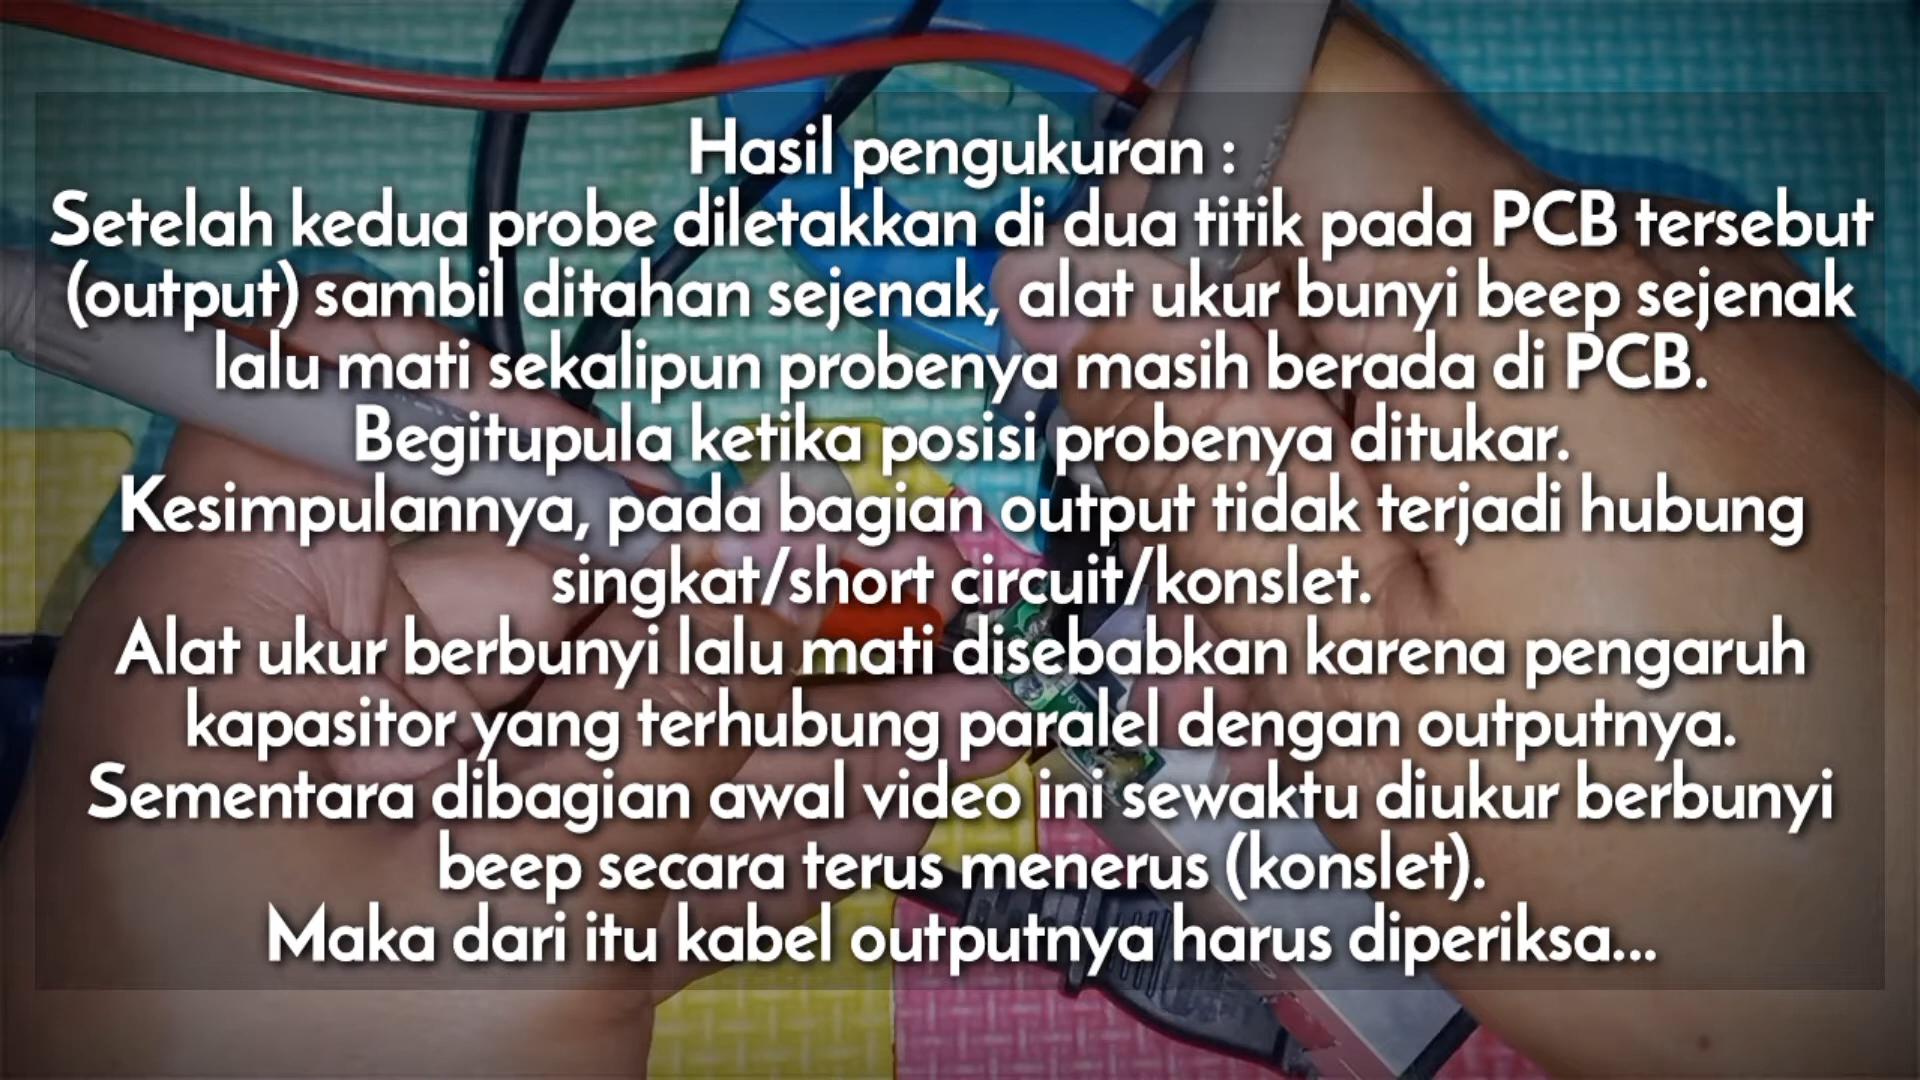 Hasil pengukuran :
Setelah kedua probe diletakkan di dua titik pada PCB tersebut
(output) sambil ditahan sejenak, alat ukur bunyi beep sejenak
lalu mati sekalipun probenya masih berada di PCB.
Begitupula ketika posisi probenya ditukar.
Kesimpulannya, pada bagian output tidak terjadi hubung
singkat/short circuit/konslet.
Alat ukur berbunyi lalu mati disebabkan karena pengaruh
kapasitor yang terhubung paralel dengan outputnya.
Sementara dibagian awal video ini sewaktu diukur berbunyi
beep secara terus menerus (konslet).
Maka dari itu kabel outputnya harus diperiksa...